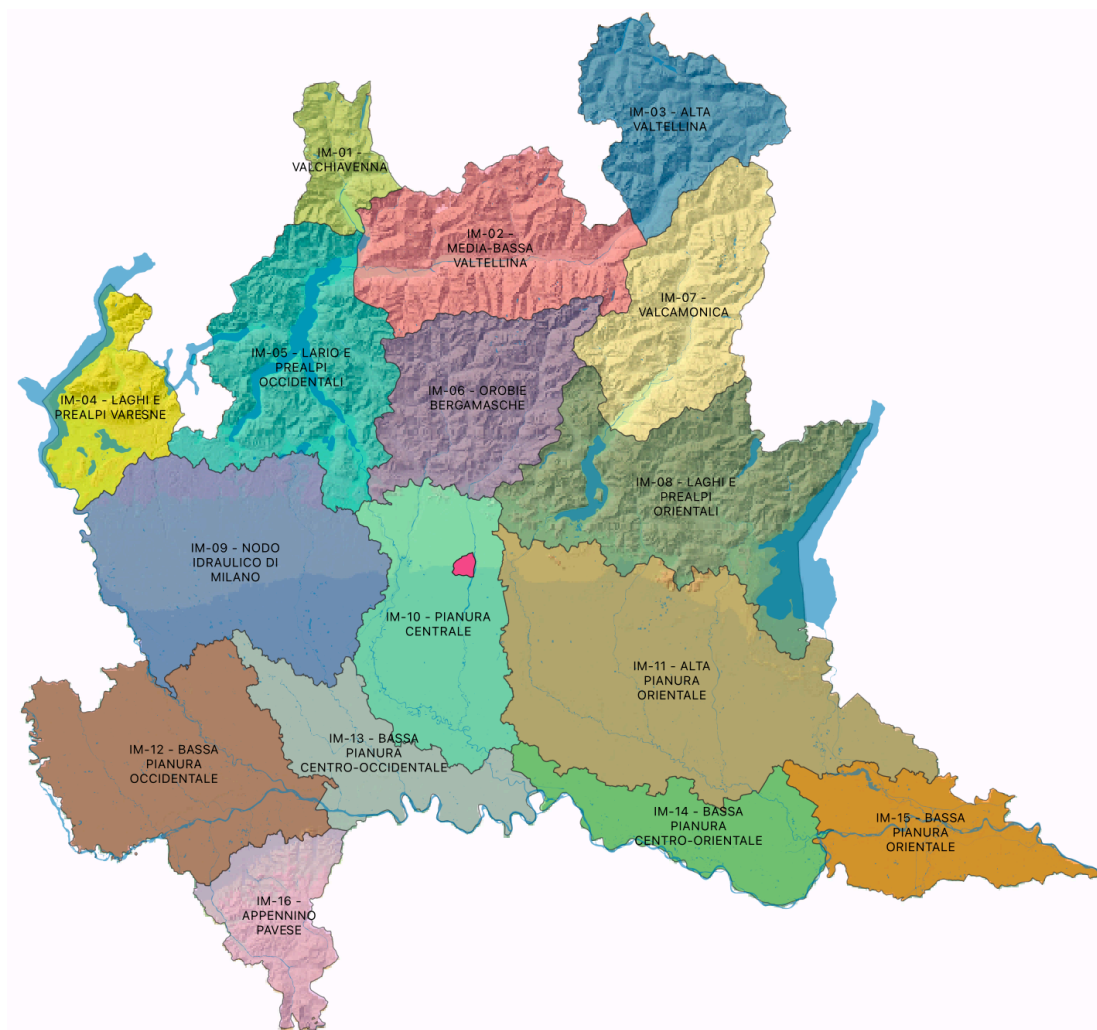 IM-03 - ALTA
VALTELLINA
IM-01 -
VALCHIAVENNA
IM-02 -
MEDIA-BASSA
VALTELLINA
IM-07 -
VALCAMONICA
IM-05 - LARIO E
PREALPI
OCCIDENTALI
IM-04 - LAGHI E
PREALPI VARESNE
IM-06 - OROBIE
BERGAMASCHE
IM-08 - LAGHI E
PREALPI
ORIENTALI
IM-09 - NODO
IDRAULICO DI
MILANO
IM-10 - PIANURA
CENTRALE
IM-11 - ALTA
PIANURA
ORIENTALE
IM-12 - BASSA
PIANURA
OCCIDENTALE
IM-13 - BASSA
PIANURA
CENTRO-OCCIDENTALE
IM-14 - BASSA
PIANURA
CENTRO-ORIENTALE
IM-15 - BASSA
PIANURA
ORIENTALE
IM-16 -
APPENNINO
PAVESE